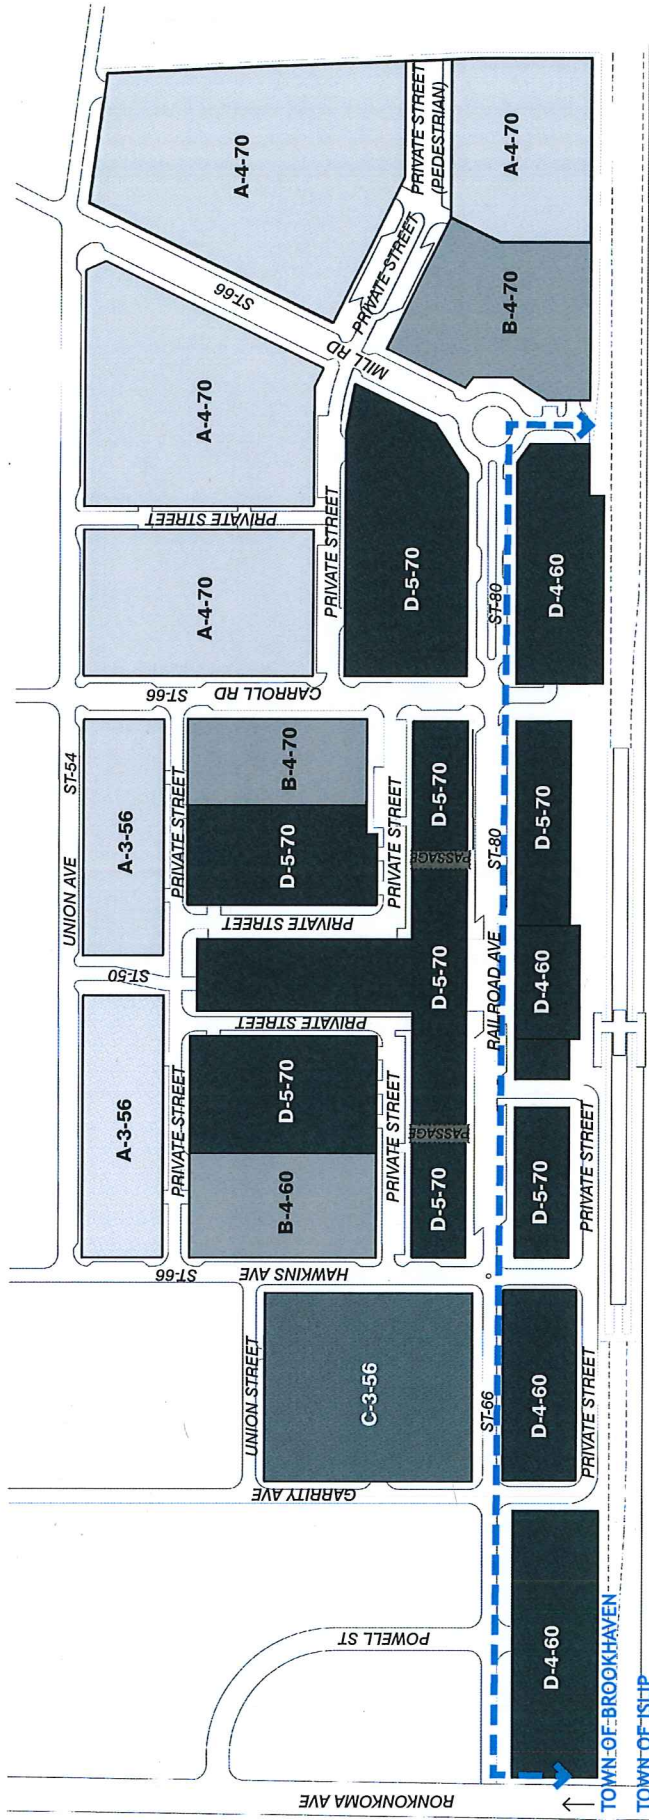 A-4-70
PRIVATE STREET
(PEDESTRIAN)
A-4-70
ST-66
PRIVATE STREET
B-4-70
MILL RD
A-4-70
PRIVATE STREET
A-4-70
PRIVATE STREET
D-5-70
ST-80
D-4-60
ST-66
CARROLL RD
UNION AVE
ST-54
A-3-56
PRIVATE STREET
B-4-70
D-5-70
PRIVATE STREET
D-5-70
PASSAGE
ST-80
D-5-70
ST-50
PRIVATE STREET
D-5-70
RAILROAD AVE
D-4-60
PRIVATE STREET
A-3-56
PRIVATE STREET
D-5-70
B-4-60
PRIVATE STREET
PASSAGE
D-5-70
D-5-70
PRIVATE STREET
ST-66
HAWKINS AVE
UNION STREET
C-3-56
ST-66
D-4-60
PRIVATE STREET
GARRITY AVE
POWELL ST
D-4-60
RONKONKOMA AVE
TOWN OF BROOKHAVEN
TOWN OF ISLIP